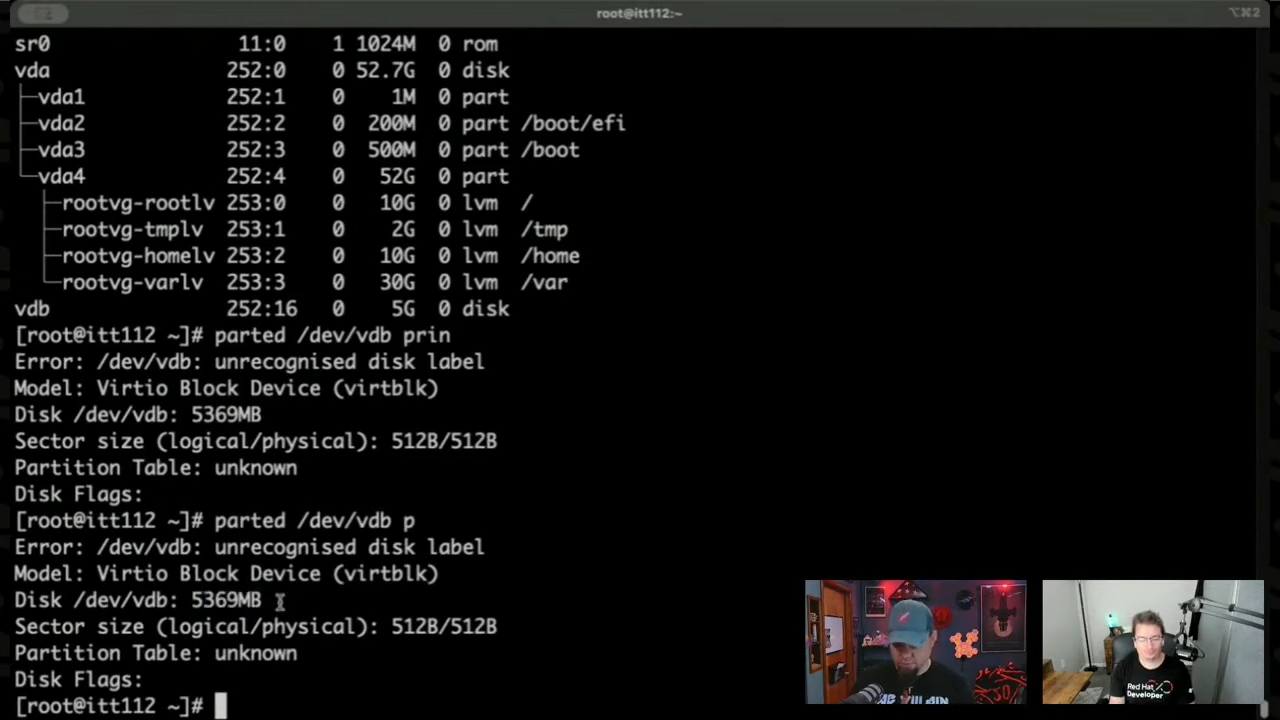 root@itt112:~
⌥⌘2
sr0 11:0 1 1024M 0 rom
vda 252:0 0 52.7G 0 disk
├─vda1 252:1 0 1M 0 part
├─vda2 252:2 0 200M 0 part /boot/efi
├─vda3 252:3 0 500M 0 part /boot
└─vda4 252:4 0 52G 0 part
├─rootvg-rootlv 253:0 10G 0 lvm /
├─rootvg-tmplv 253:1 0 2G 0 lvm /tmp
├─rootvg-homelv 253:2 0 10G 0 lvm /home
└─rootvg-varlv 253:3 0 30G 0 lvm /var
vdb 252:16 0 5G 0 disk
[root@itt112 ~]# parted /dev/vdb prin
Error: /dev/vdb: unrecognised disk label
Model: Virtio Block Device (virtblk)
Disk /dev/vdb: 5369MB
Sector size (logical/physical): 512B/512B
Partition Table: unknown
Disk Flags:
[root@itt112 ~]# parted /dev/vdb p
Error: /dev/vdb: unrecognised disk label
Model: Virtio Block Device (virtblk)
Disk /dev/vdb: 5369MB
Sector size (logical/physical): 512B/512B
Partition Table: unknown
Disk Flags:
[root@itt112 ~]#
Red Hat
Developer